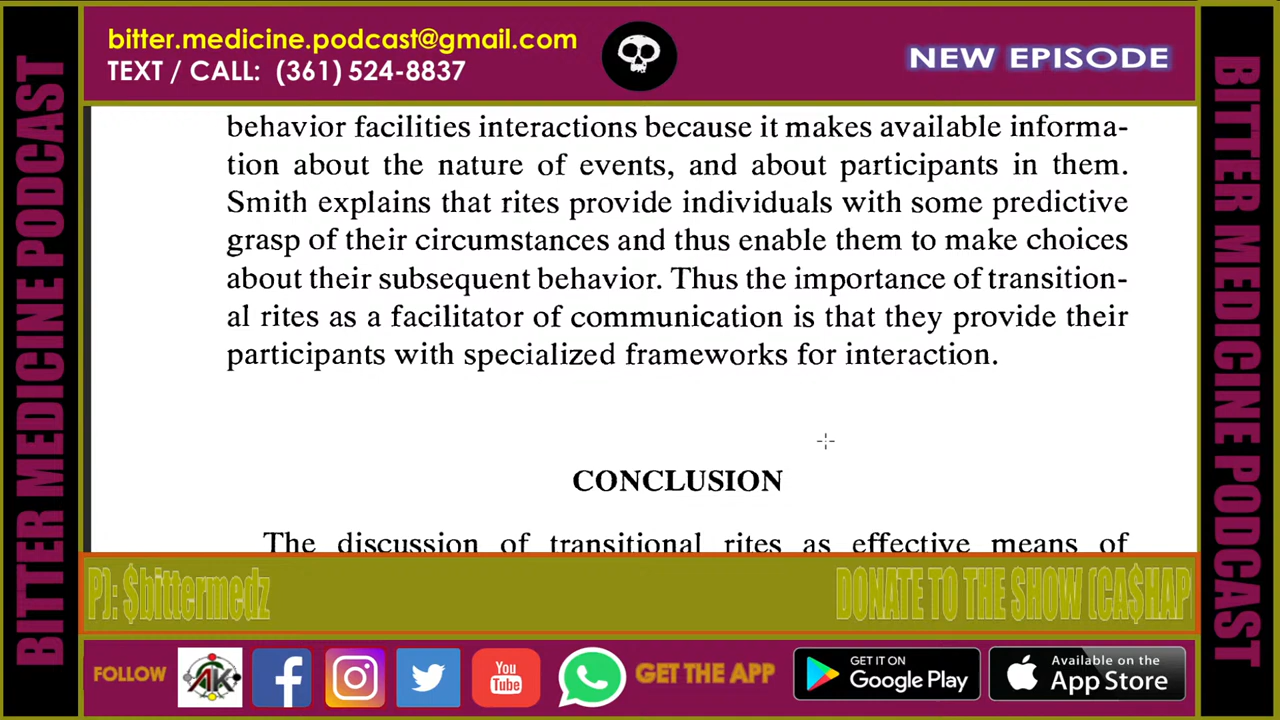 bitter.medicine.podcast@gmail.com
TEXT / CALL: (361) 524-8837
NEW EPISODE
BITTER MEDICINE PODCAST
behavior facilities interactions because it makes available informa-
tion about the nature of events, and about participants in them.
Smith explains that rites provide individuals with some predictive
grasp of their circumstances and thus enable them to make choices
about their subsequent behavior. Thus the importance of transition-
al rites as a facilitator of communication is that they provide their
participants with specialized frameworks for interaction.
CONCLUSION
The discussion of transitional rites as effective means of
BITTER MEDICINE PODCAST
P): $bittermedz
DONATE TO THE SHOW (CA$HAP
FOLLOW
ATK
You
Tube
GET THE APP
GET IT ON
Google Play
Available on the
App Store